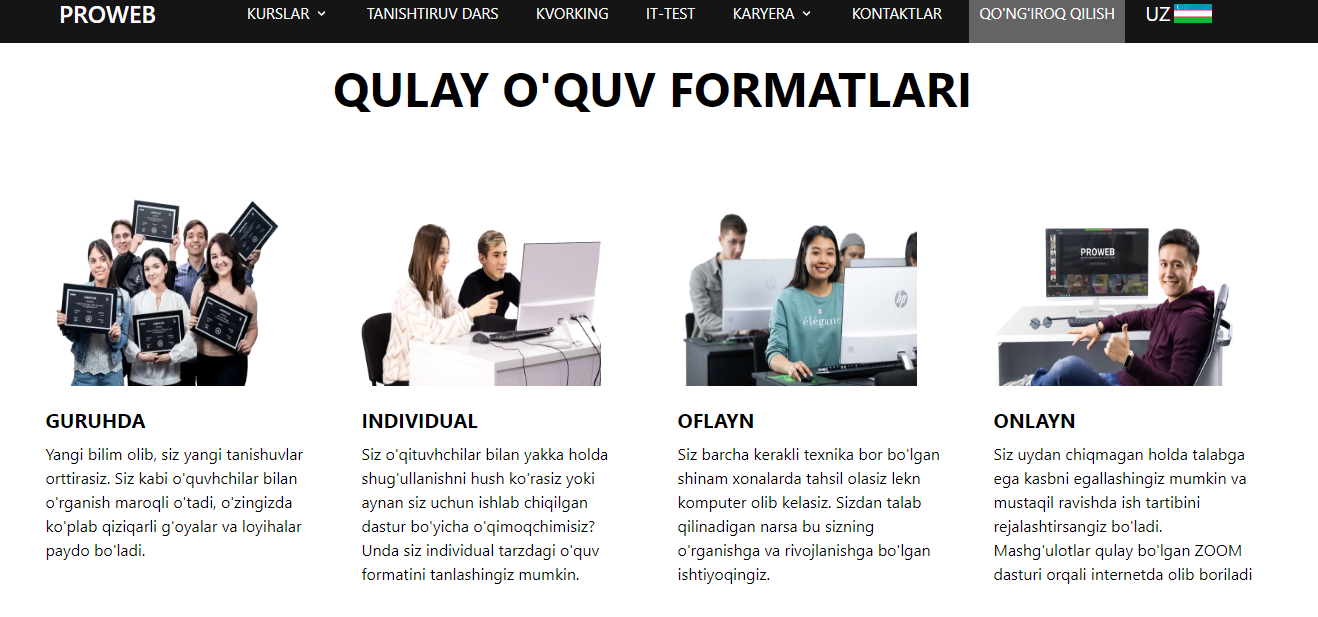 PROWEB
KURSLAR
TANISHTIRUV DARS
KVORKING
IT-TEST
KARYERA
KONTAKTLAR
QO'NG'IROQ QILISH
UZ
QULAY O'QUV FORMATLARI
PROWEB
hp
élégance
GURUHDA
Yangi bilim olib, siz yangi tanishuvlar
orttirasiz. Siz kabi o'quvhchilar bilan
o'rganish maroqli o'tadi, o'zingizda
ko'plab qiziqarli g'oyalar va loyihalar
paydo bo'ladi.
INDIVIDUAL
Siz o'qituvhchilar bilan yakka holda
shug'ullanishni hush ko'rasiz yoki
aynan siz uchun ishlab chiqilgan
dastur bo'yicha o'qimoqchimisiz?
Unda siz individual tarzdagi o'quv
formatini tanlashingiz mumkin.
OFLAYN
Siz barcha kerakli texnika bor bo'lgan
shinam xonalarda tahsil olasiz lekn
komputer olib kelasiz. Sizdan talab
qilinadigan narsa bu sizning
o'rganishga va rivojlanishga bo'lgan
ishtiyoqingiz.
ONLAYN
Siz uydan chiqmagan holda talabga
ega kasbni egallashingiz mumkin va
mustaqil ravishda ish tartibini
rejalashtirsangiz bo'ladi.
Mashg'ulotlar qulay bo'lgan ZOOM
dasturi orqali internetda olib boriladi